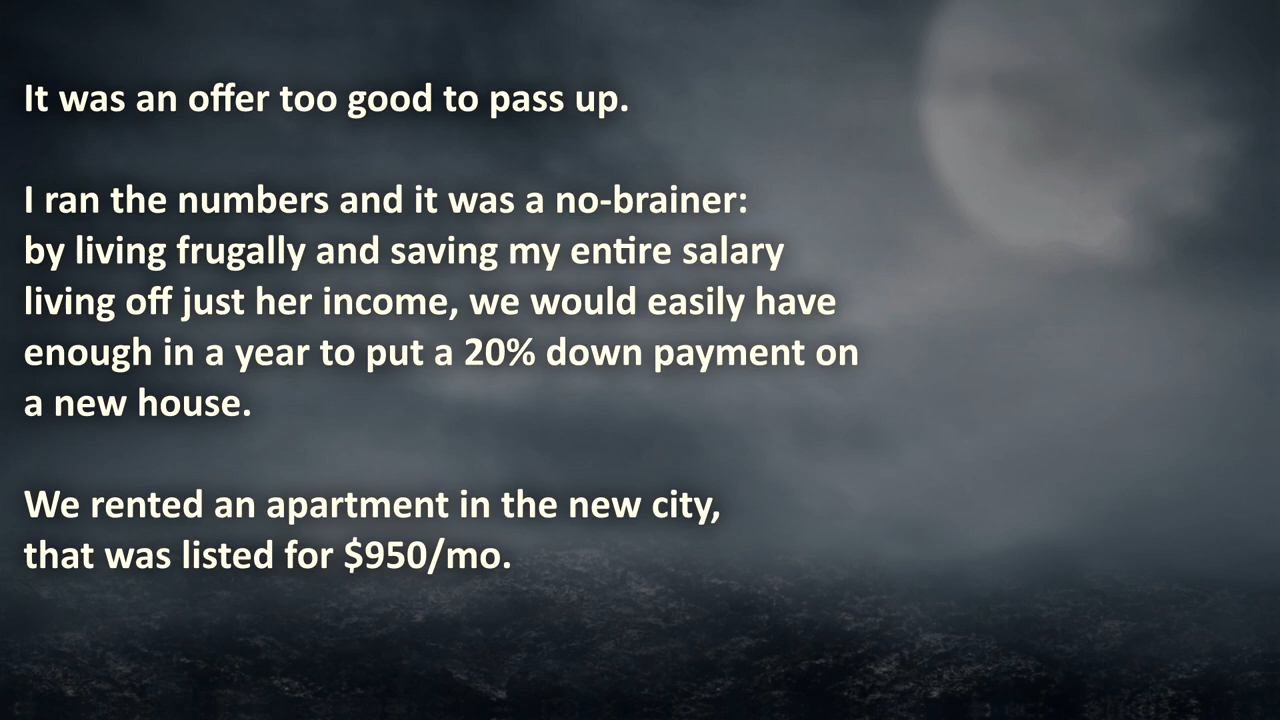 It was an offer too good to pass up.
I ran the numbers and it was a no-brainer:
by living frugally and saving my entire salary
living off just her income, we would easily have
enough in a year to put a 20% down payment on
a new house.
We rented an apartment in the new city,
that was listed for $950/mo.